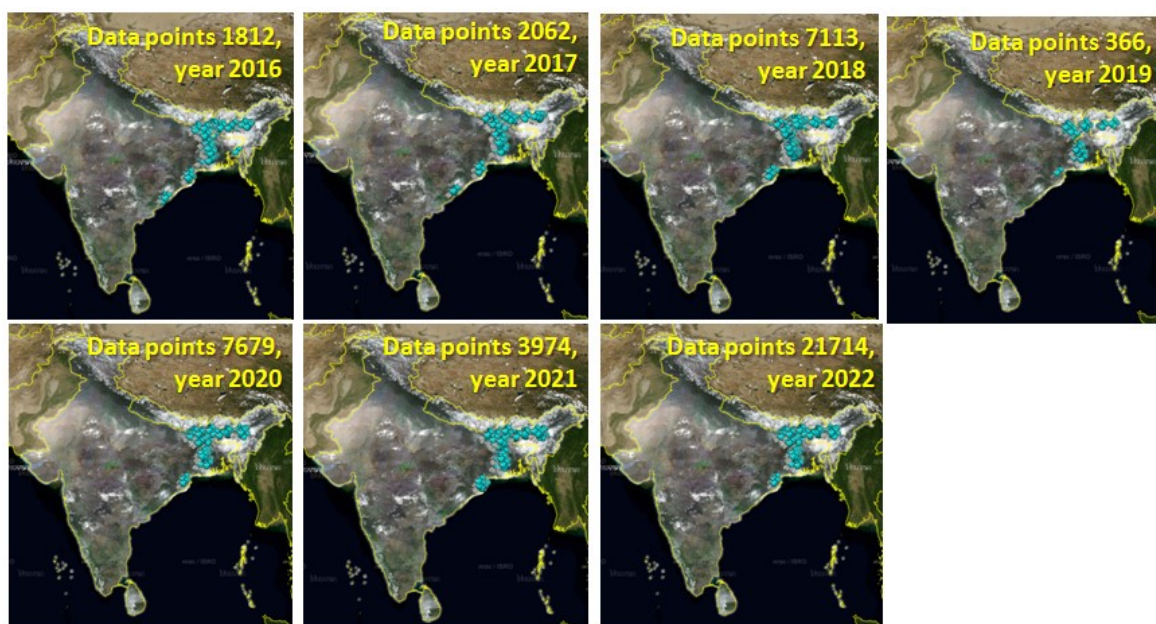 Data points 1812,
year 2016
Data points 2062,
year 2017
Data points 7113,
year 2018
Data points 366,
year 2019
Data points 7679,
year 2020
Data points 3974,
year 2021
Data points 21714,
year 2022